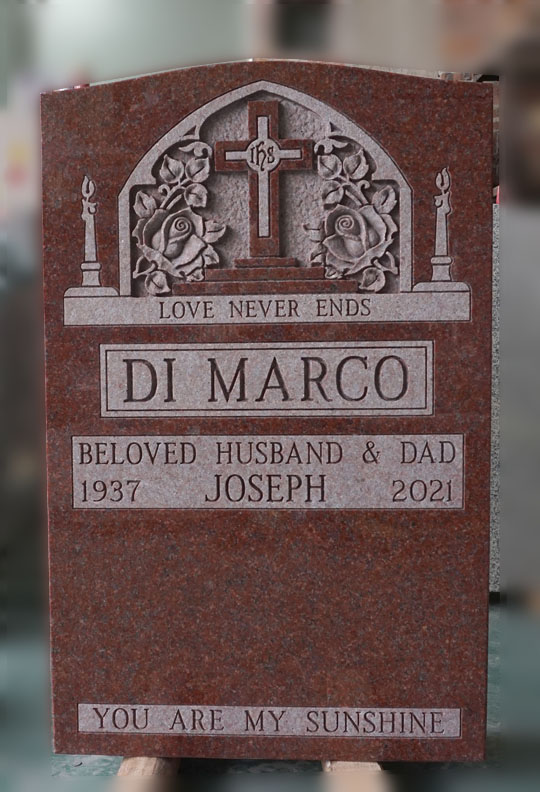 IHS
LOVE NEVER ENDS
DI MARCO
BELOVED HUSBAND & DAD
1937 JOSEPH 2021
YOU ARE MY SUNSHINE